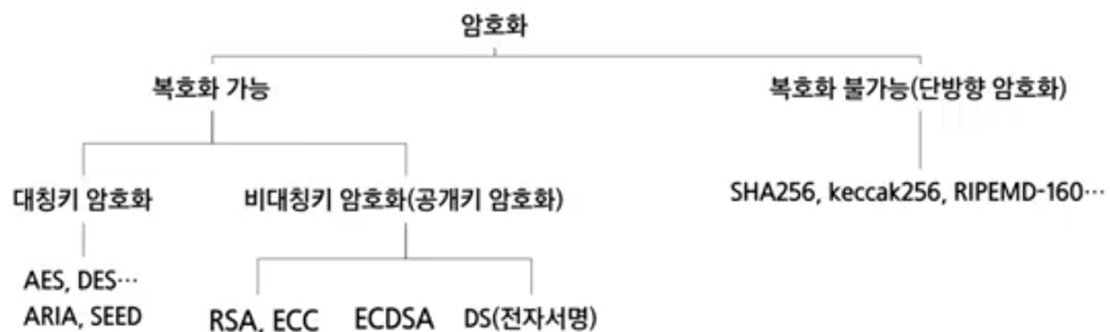 암호화
복호화 가능
복호화 불가능(단방향 암호화)
대칭키 암호화
비대칭키 암호화(공개키 암호화)
SHA256, keccak256, RIPEMD-160…
AES, DES…
ARIA, SEED
RSA, ECC
ECDSA
DS(전자서명)